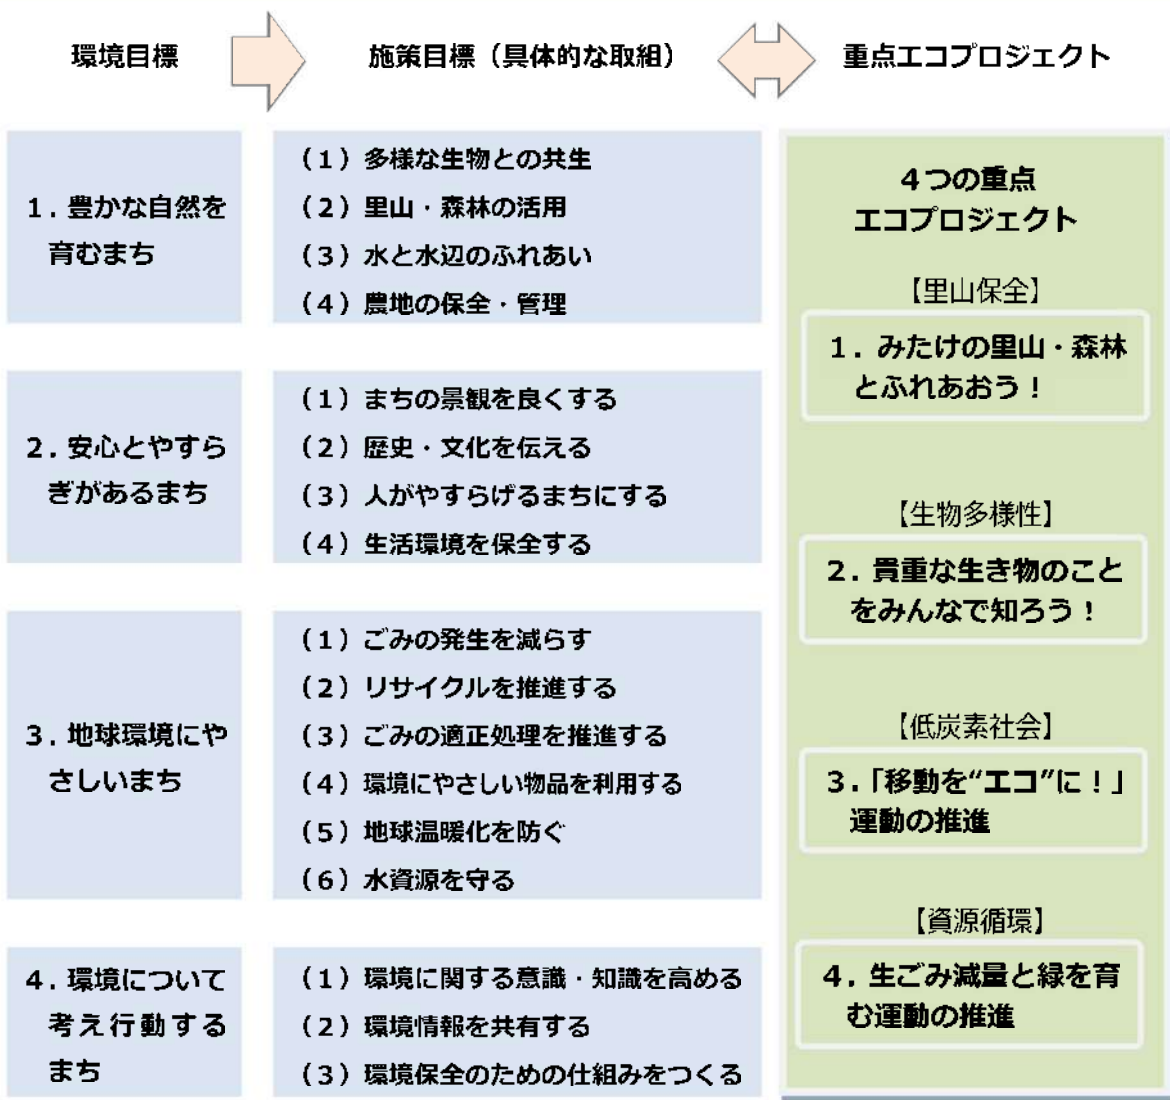 環境目標
施策目標（具体的な取組）
重点エコプロジェクト
1．豊かな自然を
育むまち
（1）多様な生物との共生
（2）里山・森林の活用
（3）水と水辺のふれあい
（4）農地の保全・管理
2．安心とやすら
ぎがあるまち
（1）まちの景観を良くする
（2）歴史・文化を伝える
（3）人がやすらげるまちにする
（4）生活環境を保全する
3．地球環境にや
さしいまち
（1）ごみの発生を減らす
（2）リサイクルを推進する
（3）ごみの適正処理を推進する
（4）環境にやさしい物品を利用する
（5）地球温暖化を防ぐ
（6）水資源を守る
4．環境について
考え行動する
まち
（1）環境に関する意識・知識を高める
（2）環境情報を共有する
（3）環境保全のための仕組みをつくる
4つの重点
エコプロジェクト
【里山保全】
1．みたけの里山・森林
とふれあおう！
【生物多様性】
2．貴重な生き物のこと
をみんなで知ろう！
【低炭素社会】
3．「移動を“エコ”に！」
運動の推進
【資源循環】
4．生ごみ減量と緑を育
む運動の推進